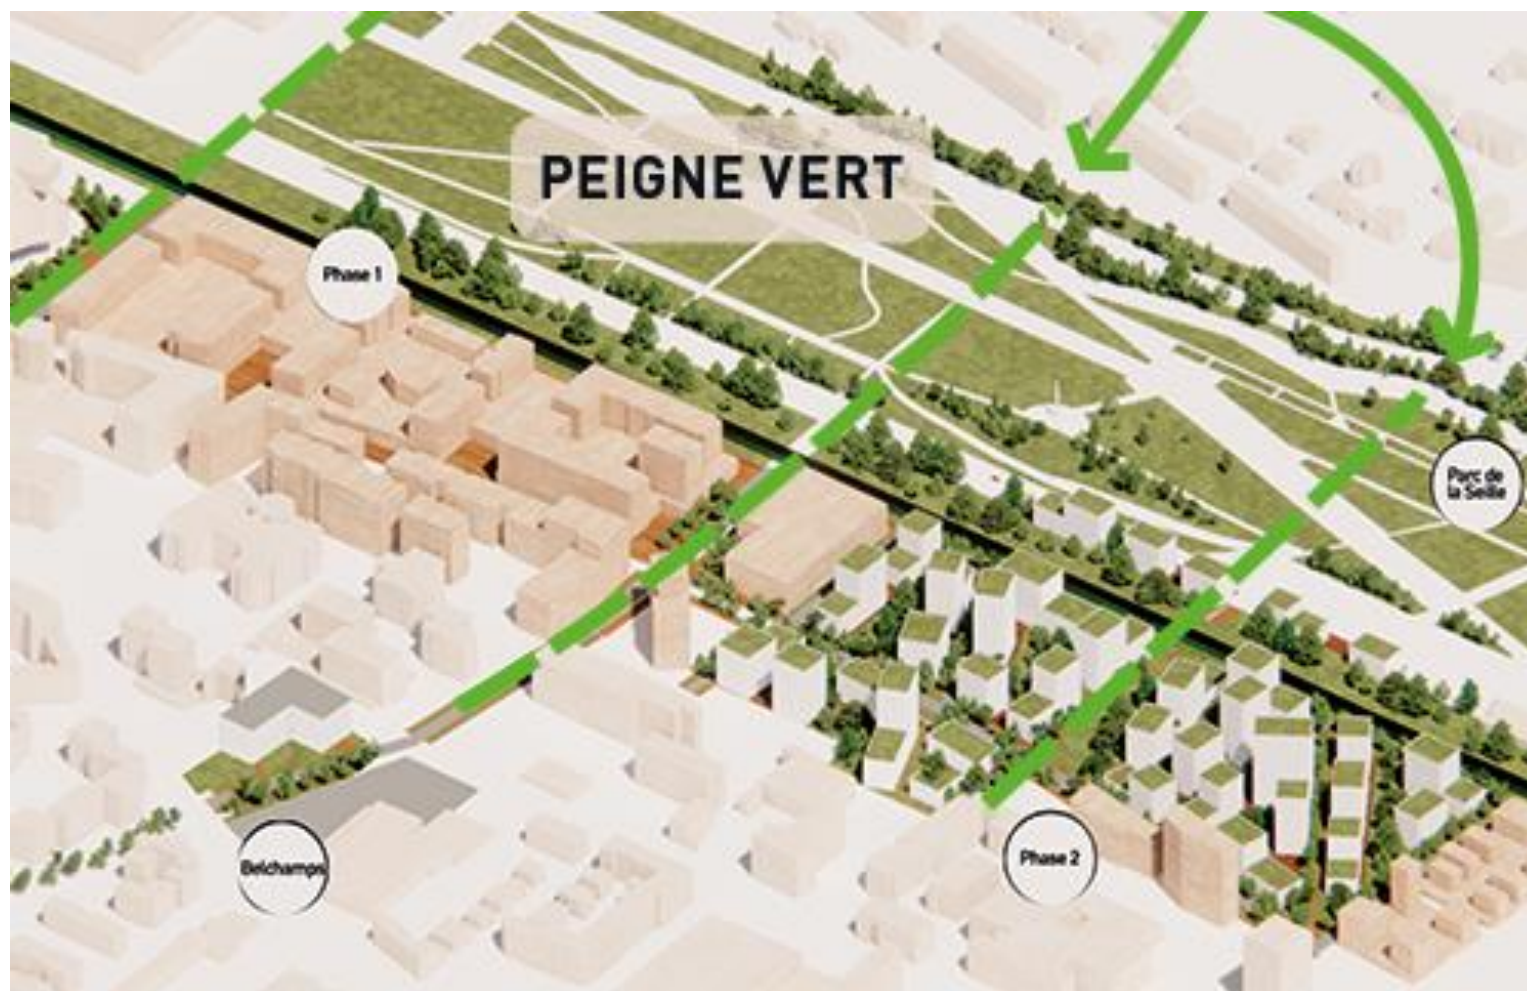 PEIGNE VERT
Phase 1
Parc de
la Seille
Belchamps
Phase 2